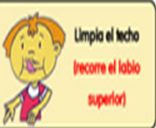 Limpia el techo
(recorre el labio
superior)